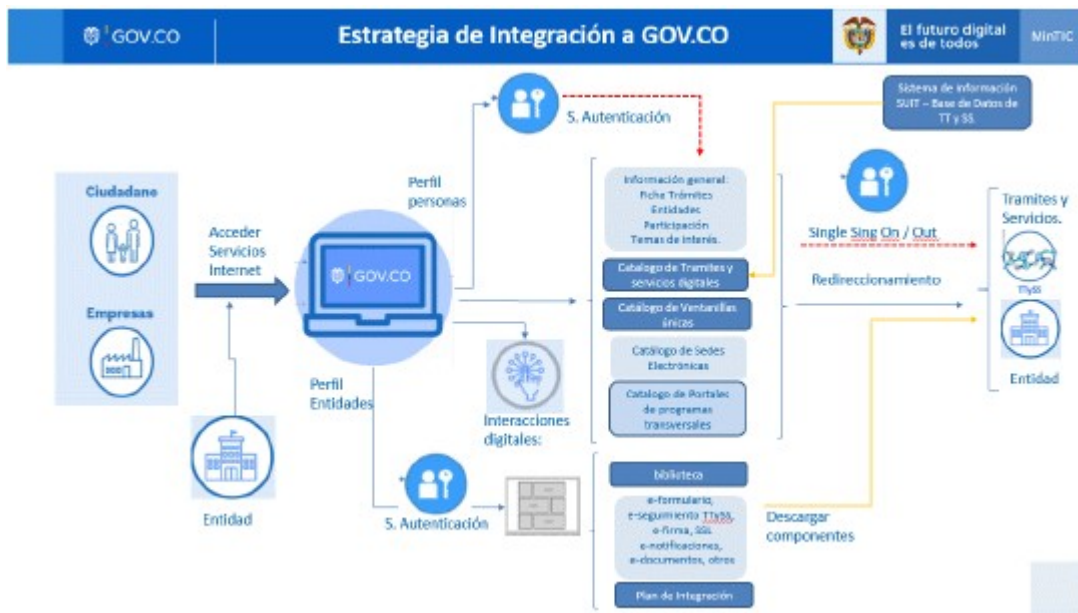 GOV.CO
Estrategia de Integración a GOV.CO
El futuro digital
es de todos
MinTIC
S. Autenticación
Sistema de Información
SUIT – Base de Datos de
TT y SS
Ciudadano
Empresas
Acceder
Servicios
Internet
Entidad
Perfil
personas
GOV.CO
Perfil
Entidades
Interacciones
digitales:
S. Autenticación
Información general:
Ficha Trámites
Entidades
Participación
Temas de Interés.
Catalogo de Tramites y
servicios digitales
Catálogo de Ventanillas
únicas
Catálogo de Sedes
Electrónicas
Catalogo de Portales
de programas
transversales
biblioteca
e-formulario,
e-seguimiento TTySS,
e-firma, SSL
e-notificaciones,
e-documentos, otros
Plan de Integración
Single Sing On / Out
Redireccionamiento
Descargar
componentes
Tramites y
Servicios.
TTySS
Entidad